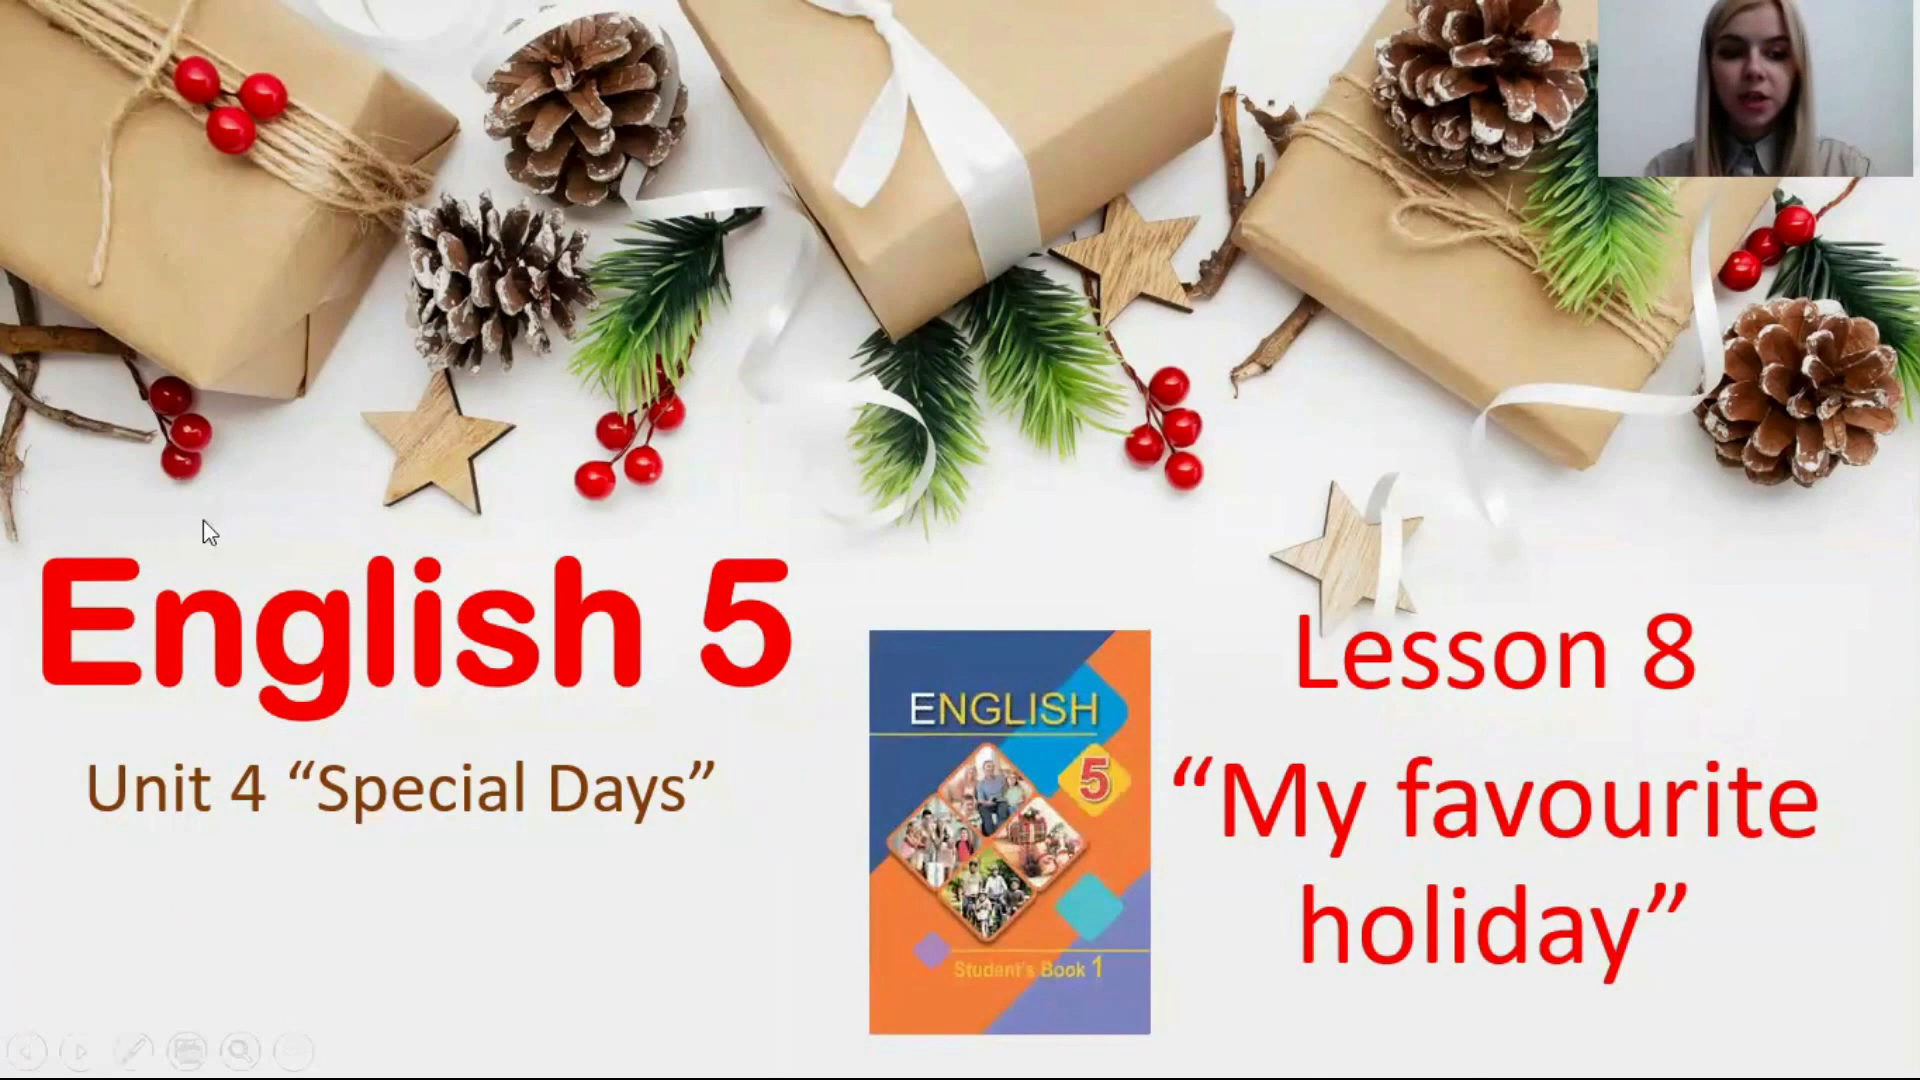 English 5
Unit 4 “Special Days”
ENGLISH
5
Student's Book 1
Lesson 8
“My favourite
holiday”